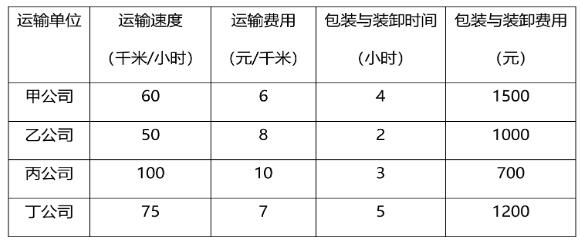 运输单位 运输速度 运输费用 包装与装卸时间 包装与装卸费用
（千米/小时） （元/千米） （小时） （元）
甲公司 60 6 4 1500
乙公司 50 8 2 1000
丙公司 100 10 3 700
丁公司 75 7 5 1200